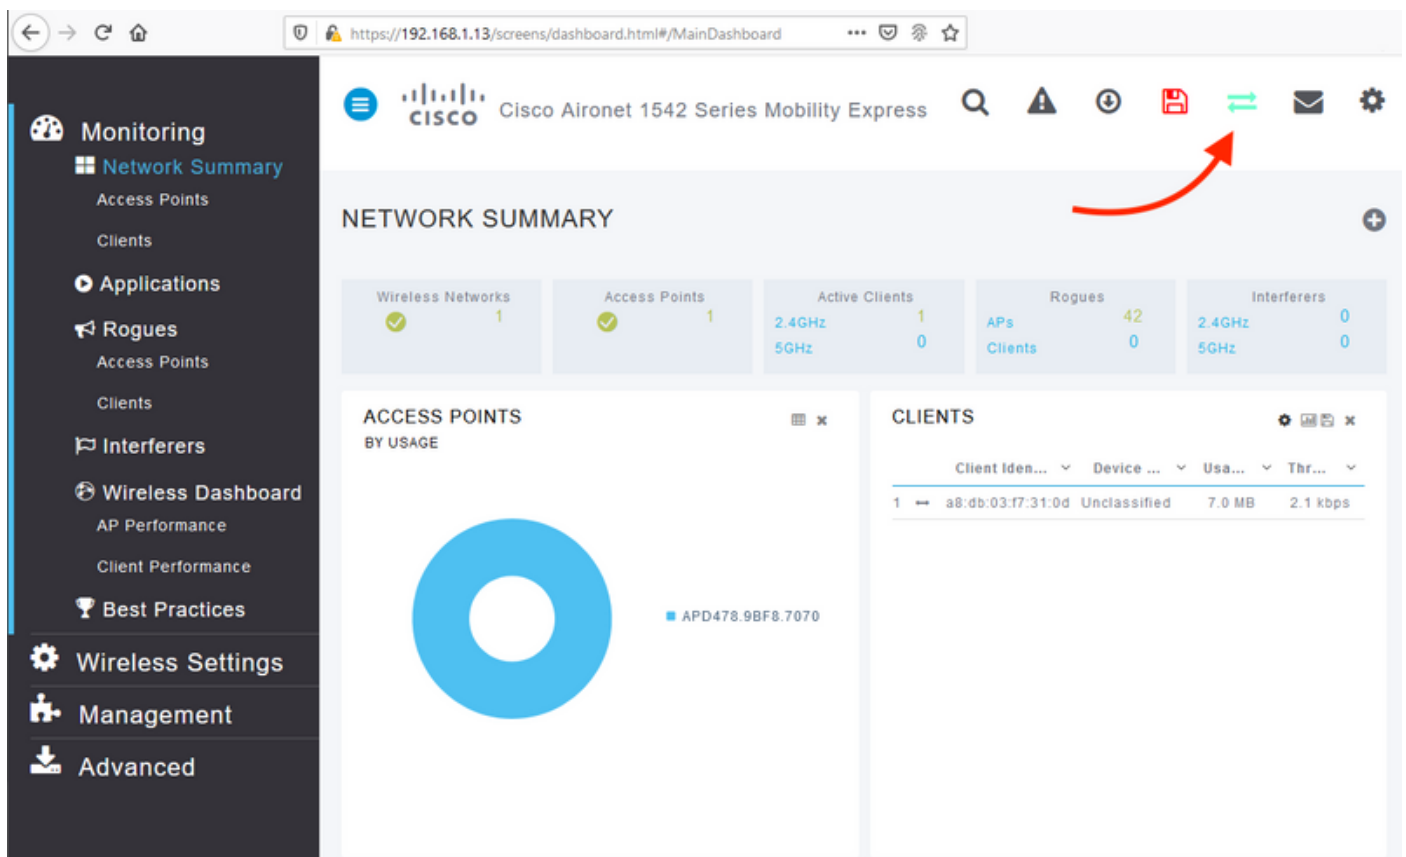 https://192.168.1.13/screens/dashboard.html#/MainDashboard
CISCO
Cisco Aironet 1542 Series Mobility Express
Monitoring
Network Summary
Access Points
Clients
Applications
Rogues
Access Points
Clients
Interferers
Wireless Dashboard
AP Performance
Client Performance
Best Practices
Wireless Settings
Management
Advanced
NETWORK SUMMARY
Wireless Networks
1
Access Points
1
Active Clients
2.4GHz 1
5GHz 0
Rogues
APs 42
Clients 0
Interferers
2.4GHz 0
5GHz 0
ACCESS POINTS
BY USAGE
APD478.9BF8.7070
CLIENTS
Client Iden... Device ... Usa... Thr...
1 a8:db:03:f7:31:0d Unclassified 7.0 MB 2.1 kbps